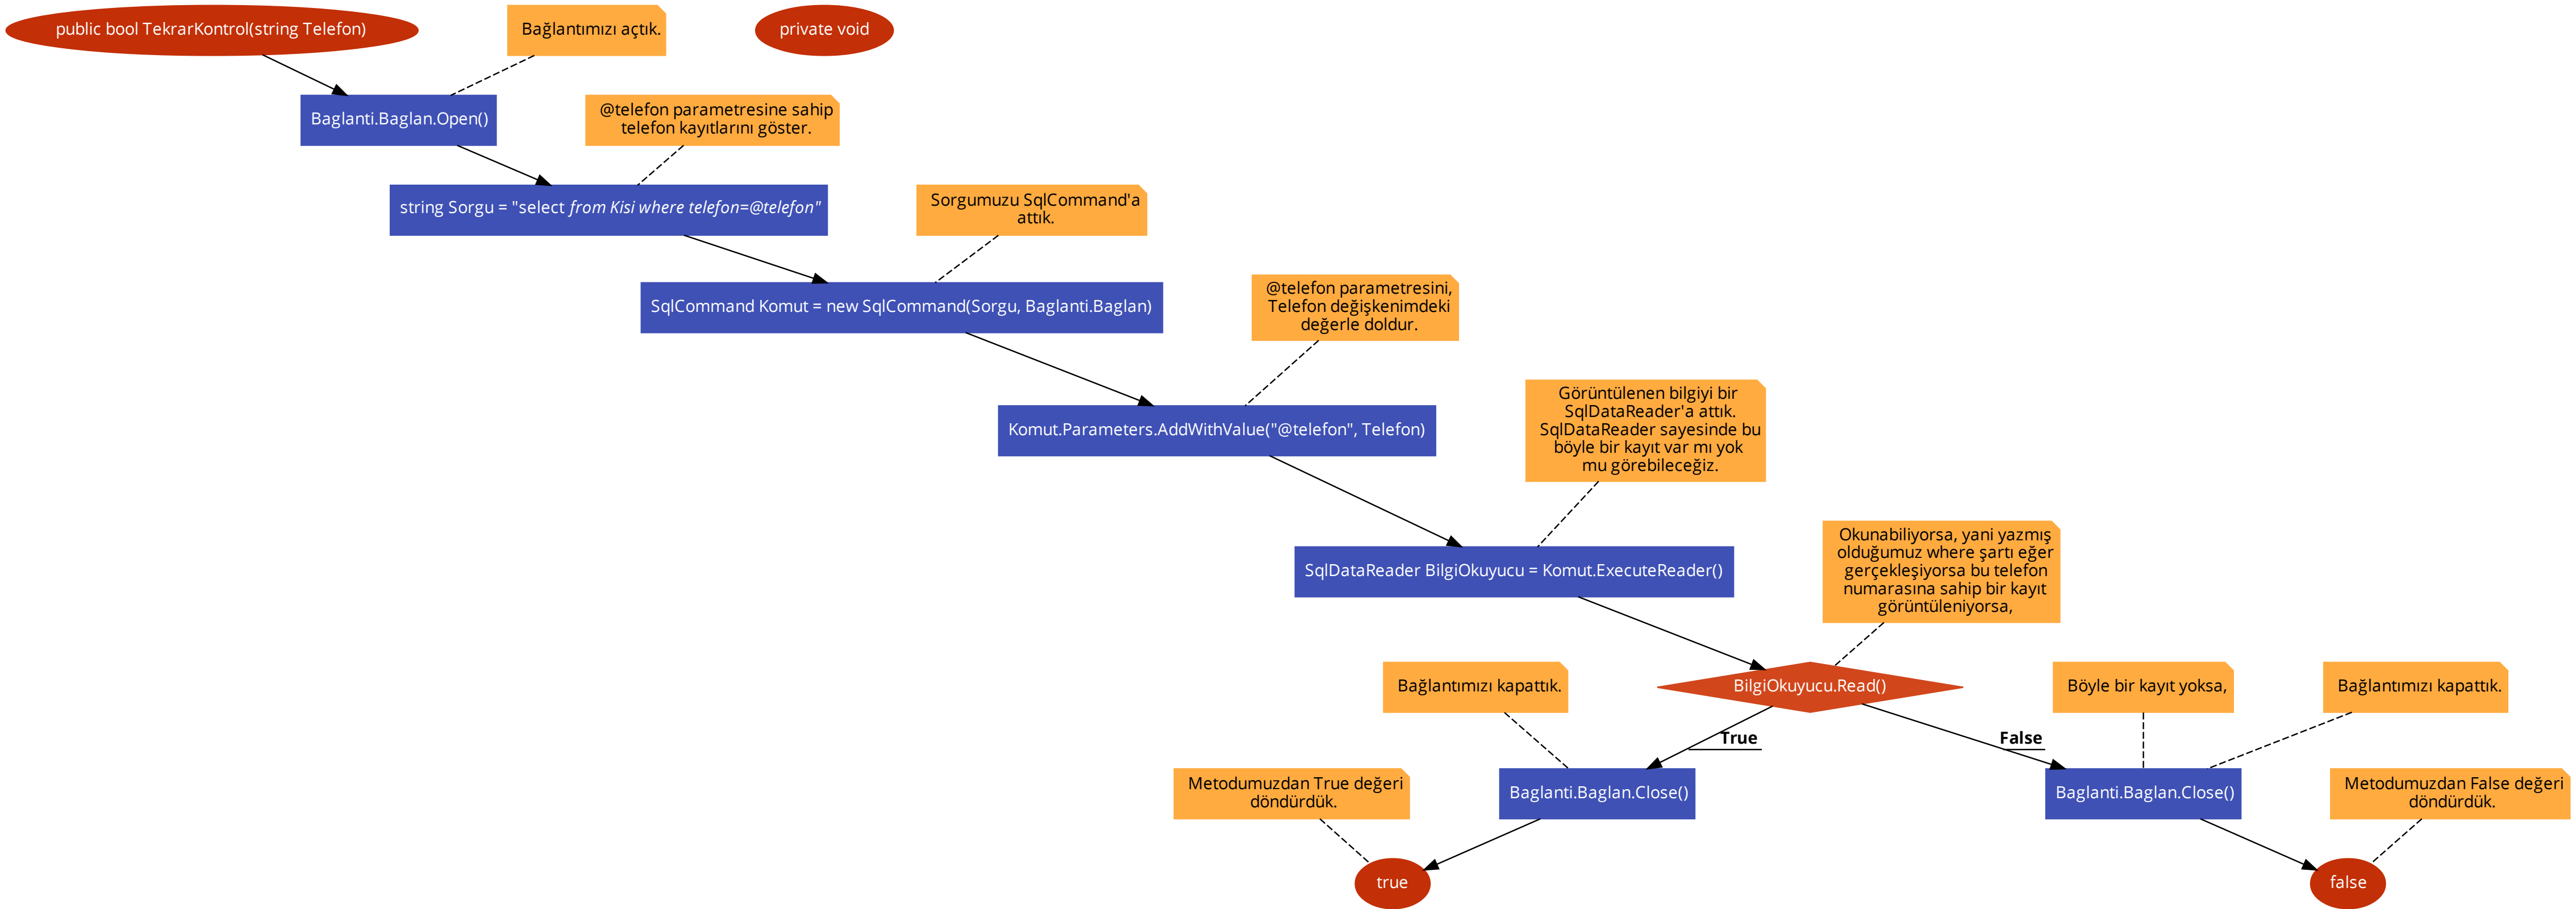 public bool TekrarKontrol(string Telefon)
Bağlantımızı açtık.
private void
Baglanti.Baglan.Open()
@telefon parametresine sahip
telefon kayıtlarını göster.
string Sorgu = "select from Kisi where telefon=@telefon"
Sorgumuzu SqlCommand'a
attık.
SqlCommand Komut = new SqlCommand(Sorgu, Baglanti.Baglan)
@telefon parametresini,
Telefon değişkenimdeki
değerle doldur.
Komut.Parameters.AddWithValue("@telefon", Telefon)
Görüntülenen bilgiyi bir
SqlDataReader'a attık.
SqlDataReader sayesinde bu
böyle bir kayıt var mı yok
mu görebileceğiz.
SqlDataReader BilgiOkuyucu = Komut.ExecuteReader()
Okunabiliyorsa, yani yazmış
olduğumuz where şartı eğer
gerçekleşiyorsa bu telefon
numarasına sahip bir kayıt
görüntüleniyorsa,
BilgiOkuyucu.Read()
Bağlantımızı kapattık.
Böyle bir kayıt yoksa,
Bağlantımızı kapattık.
True
False
Baglanti.Baglan.Close()
Baglanti.Baglan.Close()
Metodumuzdan True değeri
döndürdük.
Metodumuzdan False değeri
döndürdük.
true
false